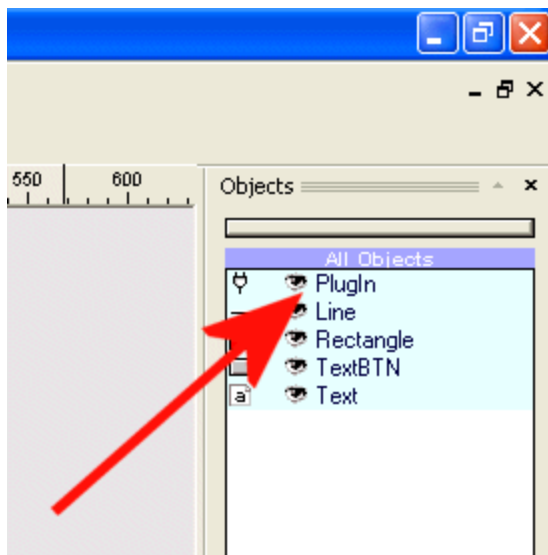 550 600
Objects
All Objects
PlugIn
Line
Rectangle
TextBTN
a Text